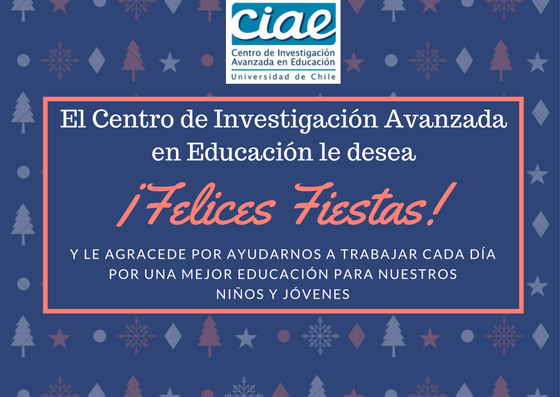 ciae
Centro de Investigación
Avanzada en Educación
Universidad de Chile
El Centro de Investigación Avanzada
en Educación le desea
¡Felices Fiestas!
Y LE AGRACEDE POR AYUDARNOS A TRABAJAR CADA DÍA
POR UNA MEJOR EDUCACIÓN PARA NUESTROS
NIÑOS Y JÓVENES